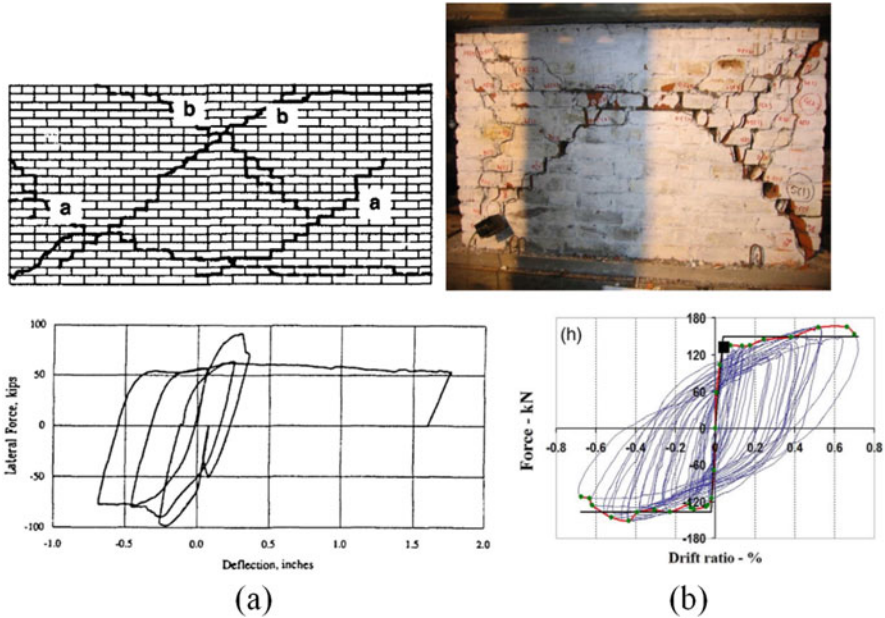 b
b
a
a
100
50
0
-50
-100
Lateral Force, kips
-1.0 -0.5 0.0 0.5 1.0 1.5 2.0
Deflection, inches
(a)
(h)
180
120
60
0
-60
-120
-180
Force - kN
-0.8 -0.6 -0.4 -0.2 0 0.2 0.4 0.6 0.8
Drift ratio - %
(b)